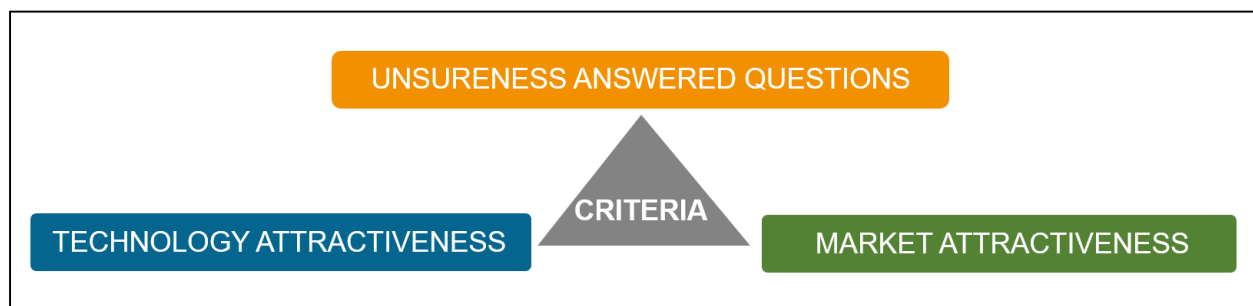 UNSURENESS ANSWERED QUESTIONS
CRITERIA
TECHNOLOGY ATTRACTIVENESS
MARKET ATTRACTIVENESS